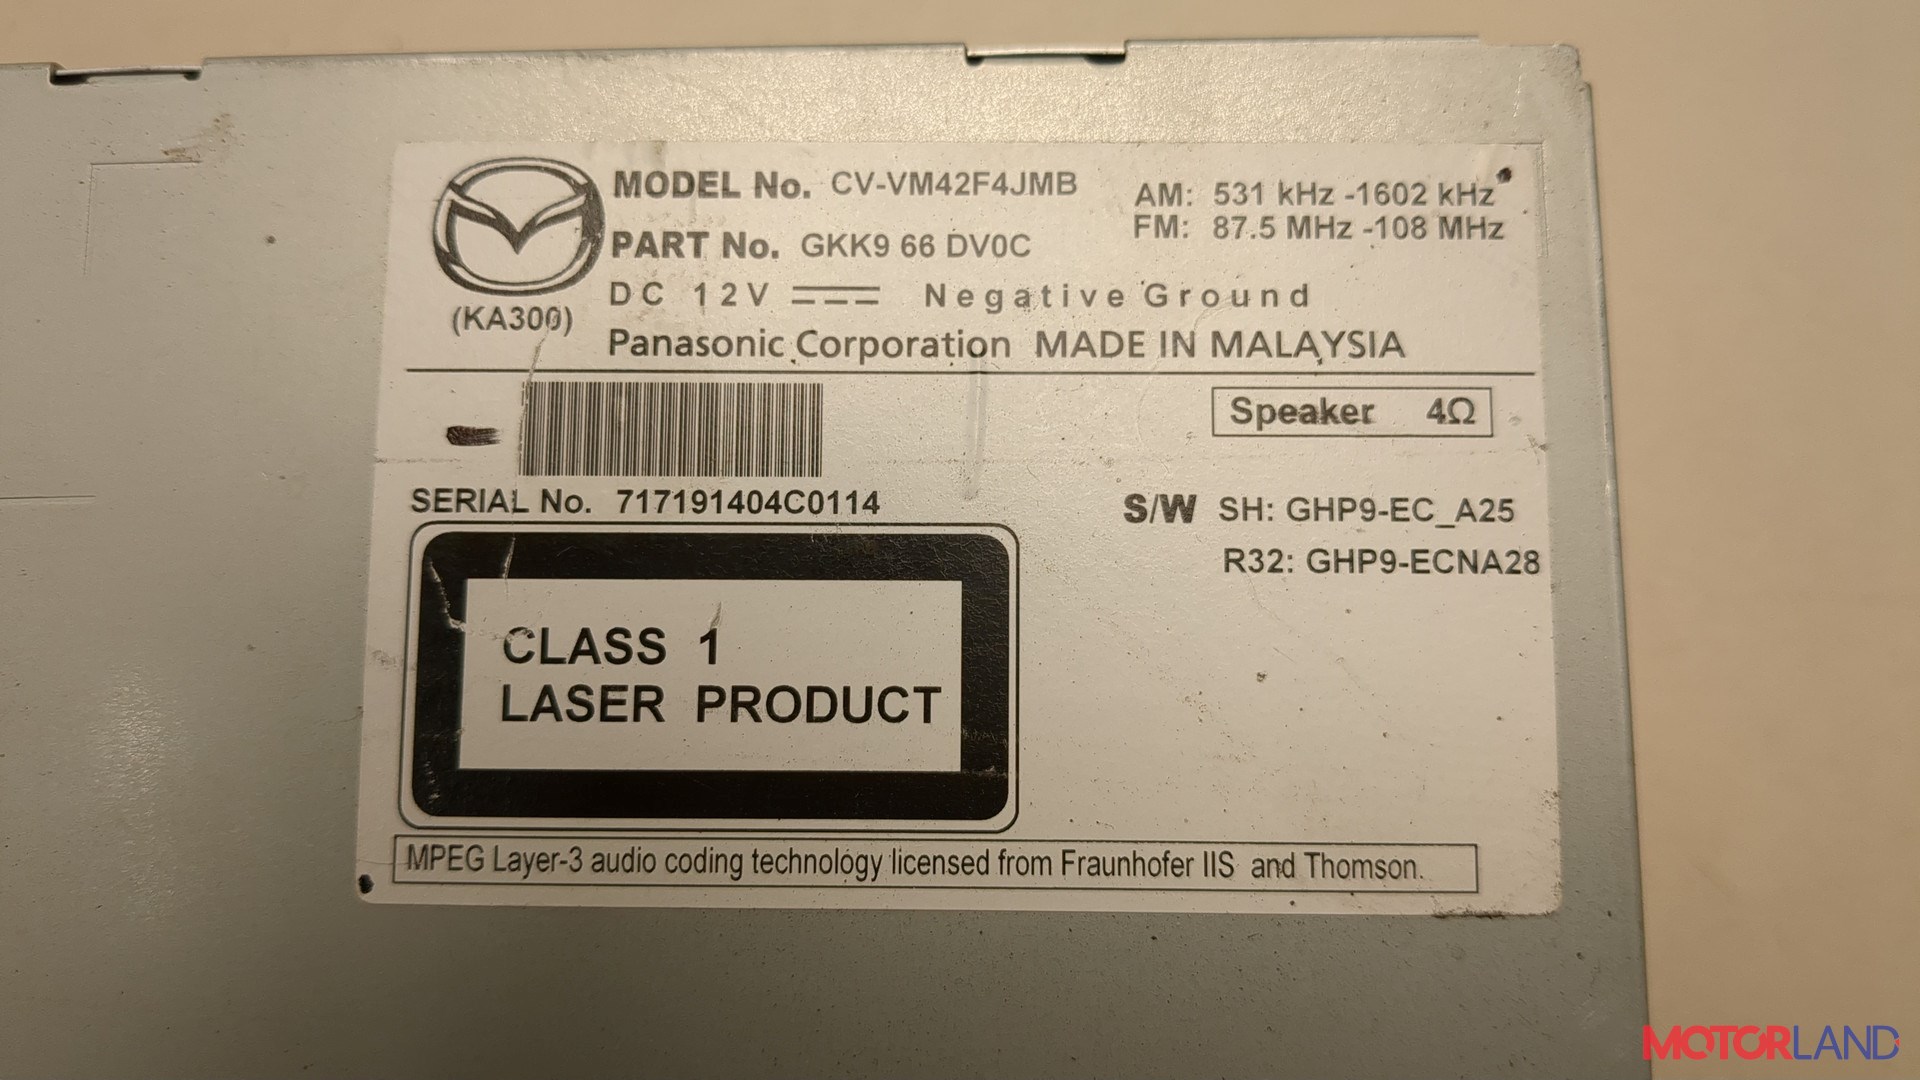 MODEL No. CV-VM42F4JMB
AM: 531 kHz -1602 kHz
FM: 87.5 MHz -108 MHz
PART No. GKK9 66 DV0C
DC 12V Negative Ground
(KA300)
Panasonic Corporation MADE IN MALAYSIA
Speaker 4Ω
SERIAL No. 717191404C0114
S/W SH: GHP9-EC_A25
R32: GHP9-ECNA28
CLASS 1
LASER PRODUCT
MPEG Layer-3 audio coding technology licensed from Fraunhofer IIS and Thomson.
MOTORLAND